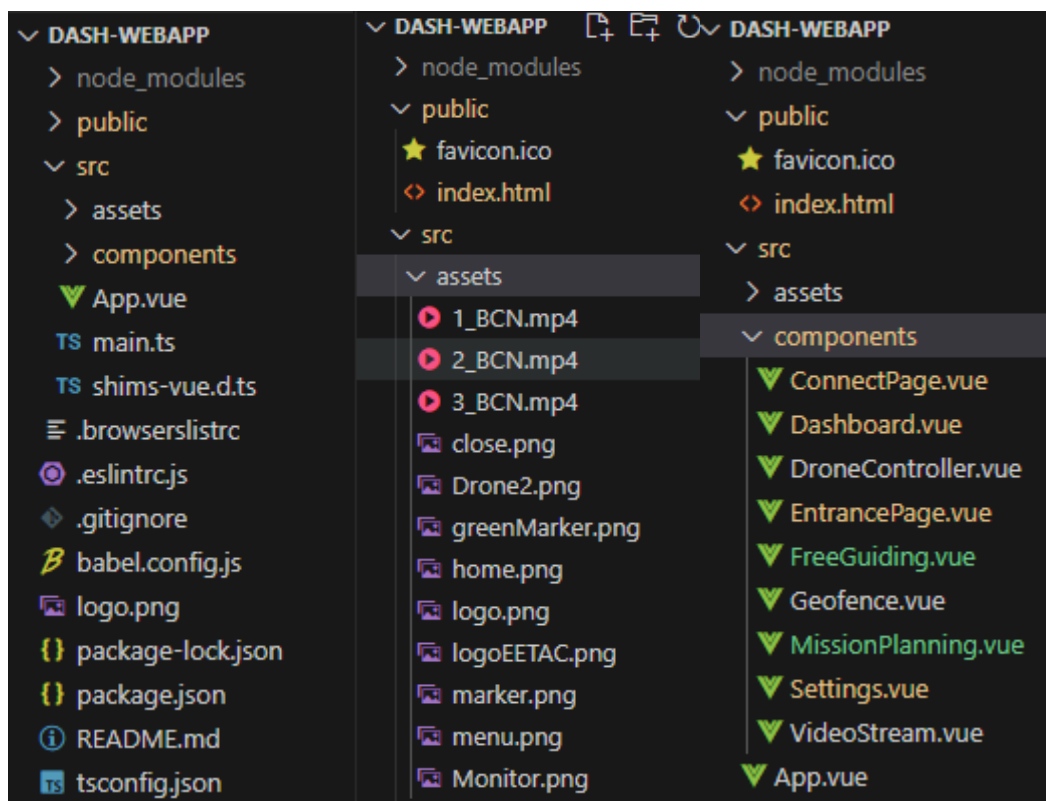 DASH-WEBAPP
node_modules
public
src
assets
components
App.vue
TS main.ts
TS shims-vue.d.ts
.browserslistrc
.eslintrc.js
.gitignore
babel.config.js
logo.png
{} package-lock.json
{} package.json
README.md
TS tsconfig.json
DASH-WEBAPP
node_modules
public
favicon.ico
<> index.html
src
assets
1_BCN.mp4
2_BCN.mp4
3_BCN.mp4
close.png
Drone2.png
greenMarker.png
home.png
logo.png
logoEETAC.png
marker.png
menu.png
Monitor.png
DASH-WEBAPP
node_modules
public
favicon.ico
<> index.html
src
assets
components
ConnectPage.vue
Dashboard.vue
DroneController.vue
EntrancePage.vue
FreeGuiding.vue
Geofence.vue
MissionPlanning.vue
Settings.vue
VideoStream.vue
App.vue